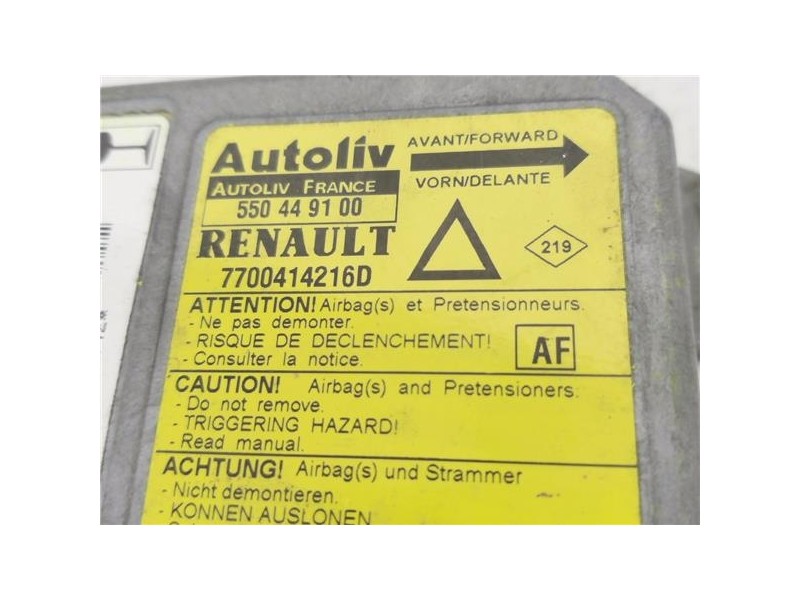 Autoliv
AUTOLIV FRANCE
550 44 91 00
RENAULT
7700414216D
AVANT/FORWARD
VORN/DELANTE
219
ATTENTION! Airbag(s) et Pretensionneurs.
- Ne pas demonter.
- RISQUE DE DECLENCHEMENT!
- Consulter la notice.
AF
CAUTION! Airbag(s) and Pretensioners.
- Do not remove.
- TRIGGERING HAZARD!
- Read manual.
ACHTUNG! Airbag(s) und Strammer
- Nicht demontieren.
- KONNEN AUSLONEN